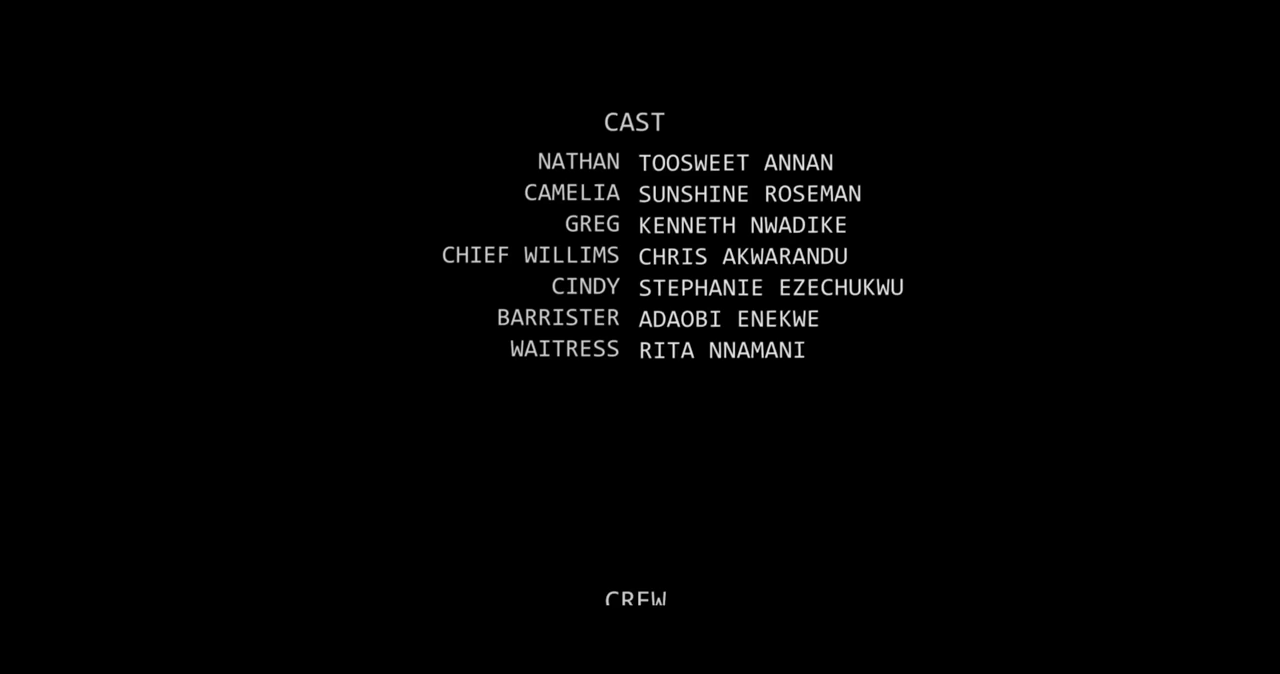 CAST
NATHAN TOOSWEET ANNAN
CAMELIA SUNSHINE ROSEMAN
GREG KENNETH NWADIKE
CHIEF WILLIMS CHRIS AKWARANDU
CINDY STEPHANIE EZECHUKWU
BARRISTER ADAOBI ENEKWE
WAITRESS RITA NNAMANI
CREW